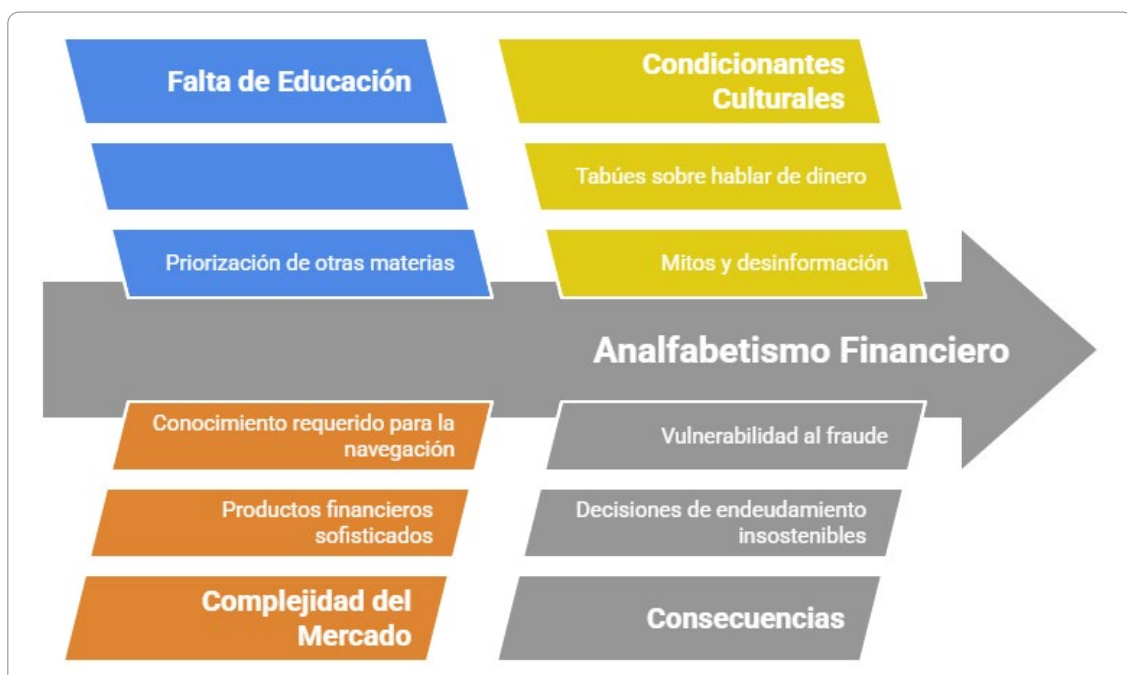 Falta de Educación
Priorización de otras materias
Condicionantes
Culturales
Tabúes sobre hablar de dinero
Mitos y desinformación
Analfabetismo Financiero
Conocimiento requerido para la
navegación
Productos financieros
sofisticados
Complejidad del
Mercado
Vulnerabilidad al fraude
Decisiones de endeudamiento
insostenibles
Consecuencias